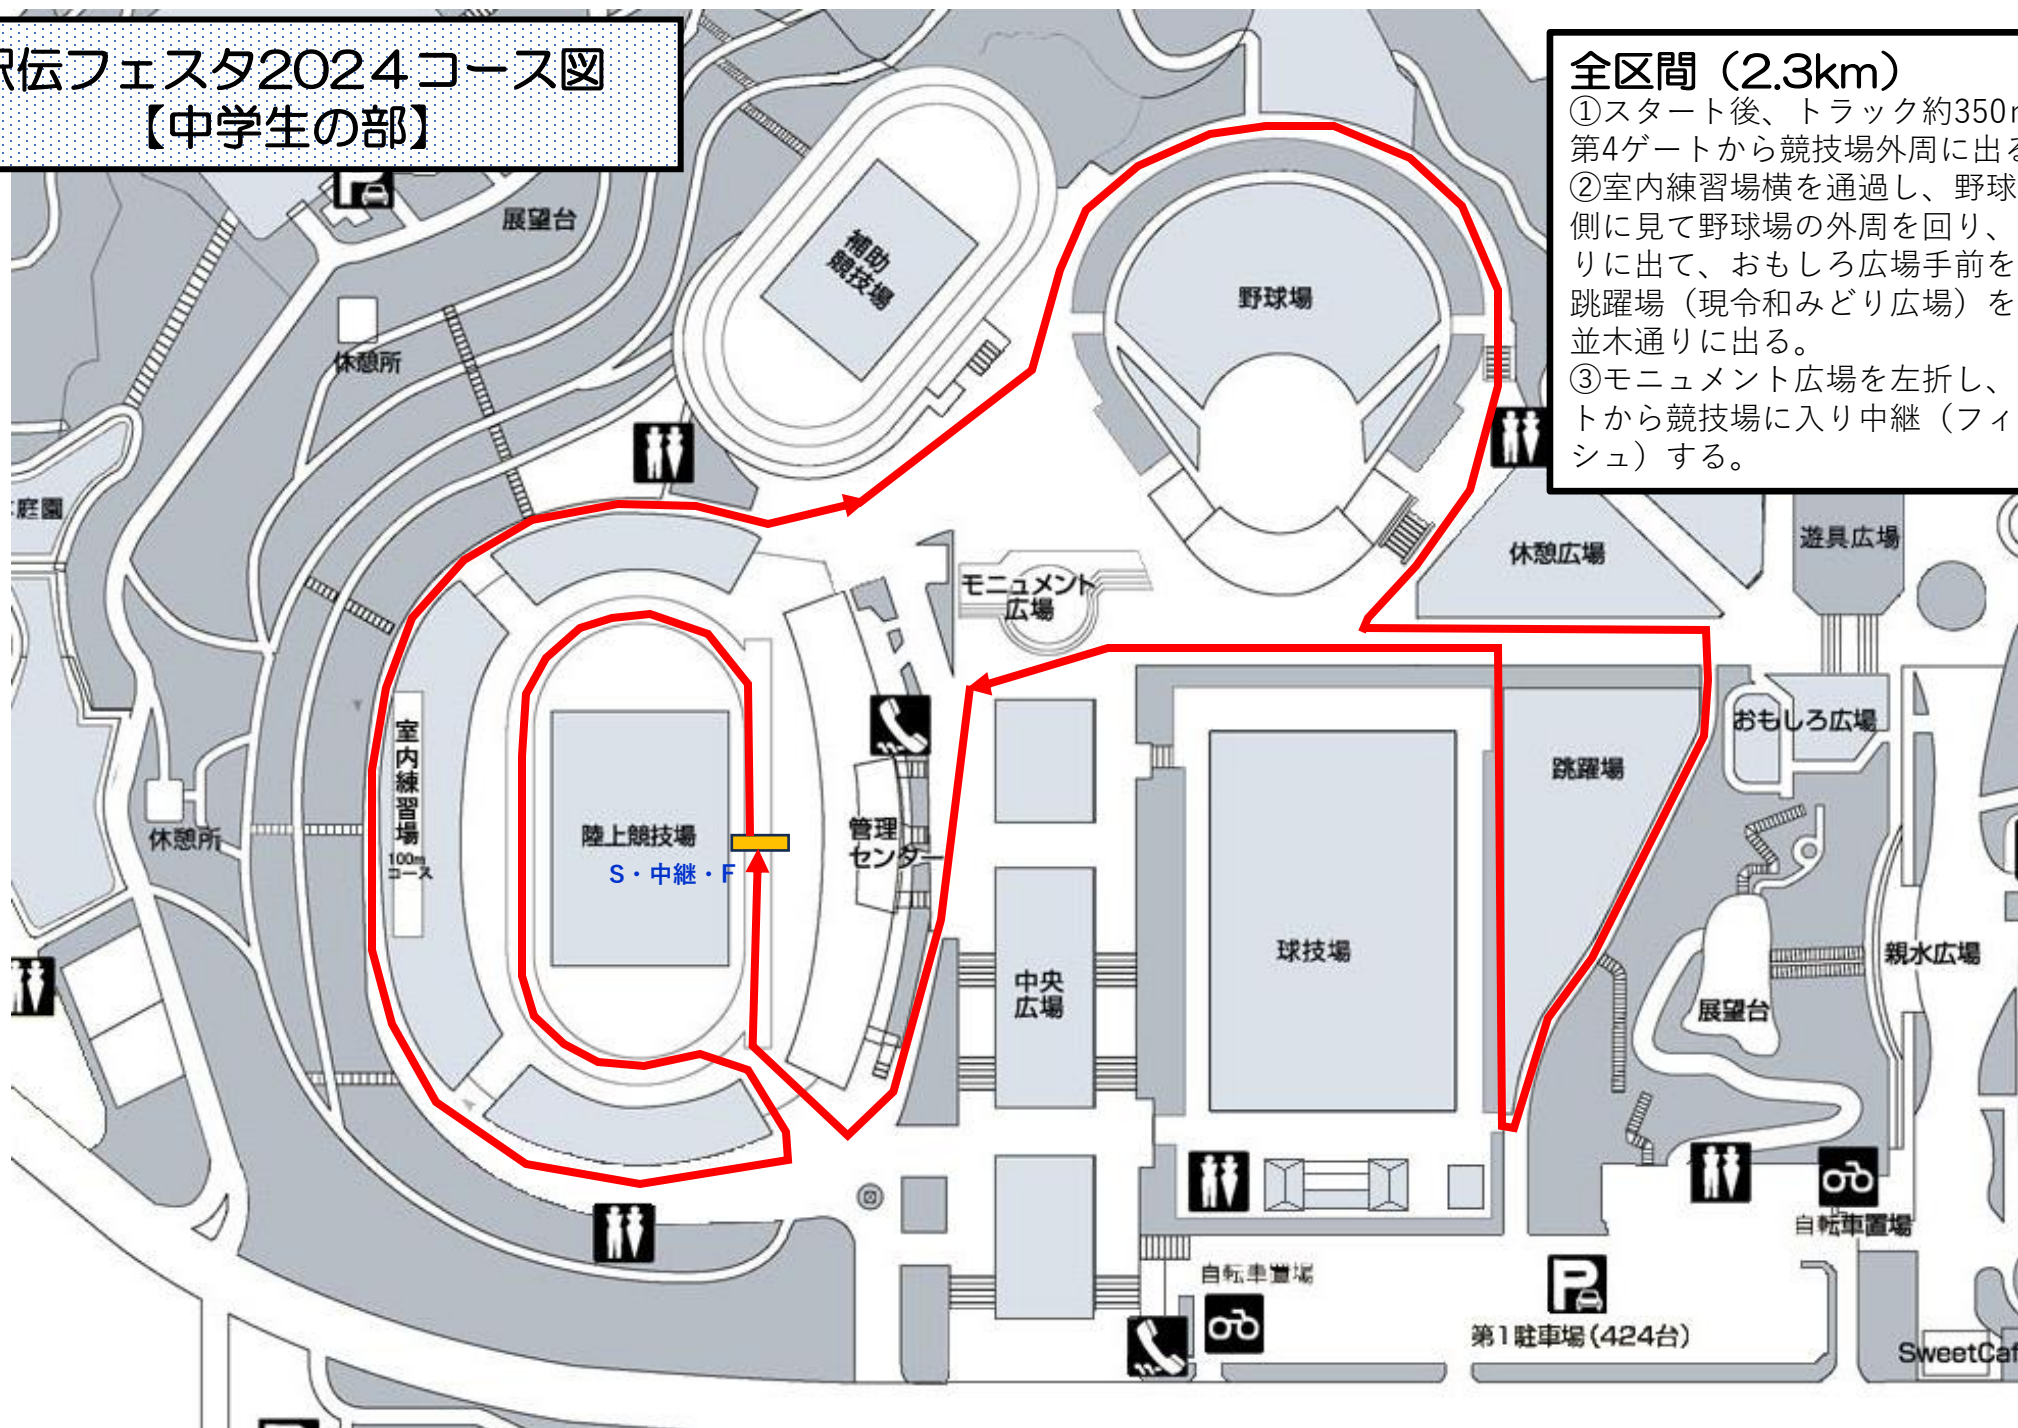 駅伝フェスタ2024コース図
【中学生の部】
全区間（2.3km）
①スタート後、トラック約350m
第4ゲートから競技場外周に出る
②室内練習場横を通過し、野球
側に見て野球場の外周を回り、
りに出て、おもしろ広場手前を
跳躍場（現令和みどり広場）を
並木通りに出る。
③モニュメント広場を左折し、
トから競技場に入り中継（フィ
シュ）する。
展望台
補助
競技場
野球場
休憩所
庭園
モニュメント
広場
休憩広場
遊具広場
おもしろ広場
室内練習場
100m
コース
跳躍場
休憩所
陸上競技場
S・中継・F
管理
センター
中央
広場
球技場
親水広場
展望台
自転車置場
自転車置場
第1駐車場(424台)
SweetCaf